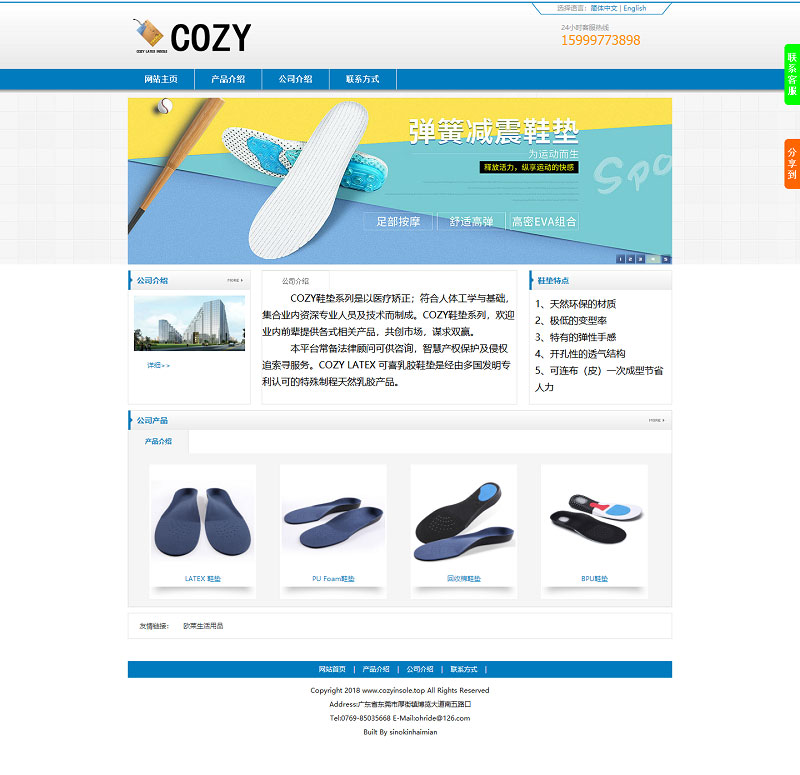 选择语言：简体中文 | English
COZY LATEX INSOLE
COZY
24小时客服热线
15999773898
网站主页 产品介绍 公司介绍 联系方式
联系客服
分享到
弹簧减震鞋垫
为运动而生
释放活力，纵享运动的快感
Spo
足部按摩 舒适高弹 高密EVA组合
1 2 3 4 5
公司介绍 MORE
详细>>
公司介绍
COZY鞋垫系列是以医疗矫正；符合人体工学与基础，
集合业内资深专业人员及技术而制成。COZY鞋垫系列，欢迎
业内前辈提供各式相关产品，共创市场，谋求双赢。
本平台常备法律顾问可供咨询，智慧产权保护及侵权
追索寻服务。COZY LATEX 可喜乳胶鞋垫是经由多国发明专
利认可的特殊制程天然乳胶产品。
鞋垫特点
1、天然环保的材质
2、极低的变型率
3、特有的弹性手感
4、开孔性的透气结构
5、可连布（皮）一次成型节省
人力
公司产品 MORE
产品介绍
LATEX 鞋垫 PU Foam鞋垫 回收棉鞋垫 BPU鞋垫
友情链接： 欧莱生活用品
网站首页 | 产品介绍 | 公司介绍 | 联系方式 |
Copyright 2018 www.cozyinsole.top All Rights Reserved
Address:广东省东莞市厚街镇博览大道南五路口
Tel:0769-85035668 E-Mail:ohride@126.com
Built By sinokinhaimian